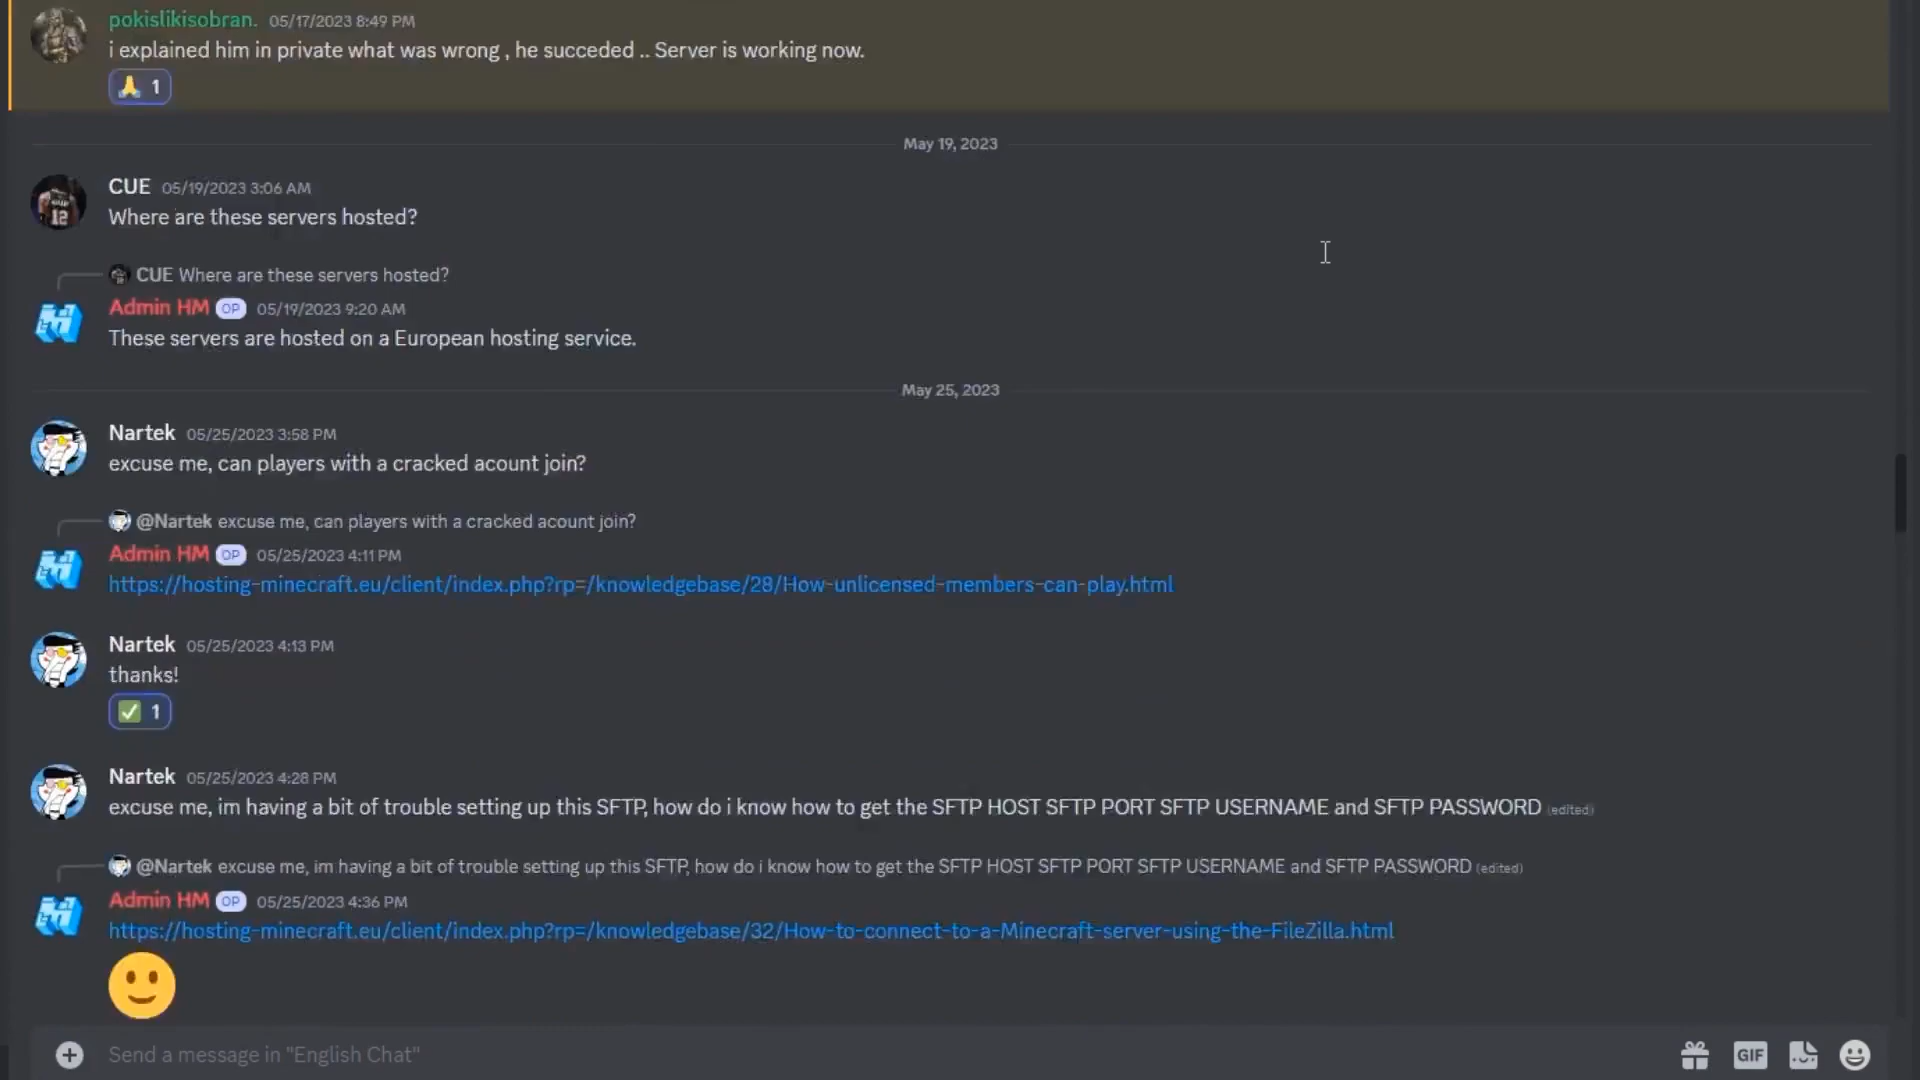 pokislikisobran. 05/17/2023 8:49 PM
i explained him in private what was wrong , he succeded .. Server is working now.
🙏 1
May 19, 2023
CUE 05/19/2023 3:06 AM
Where are these servers hosted?
CUE Where are these servers hosted?
Admin HM OP 05/19/2023 9:20 AM
These servers are hosted on a European hosting service.
May 25, 2023
Nartek 05/25/2023 3:58 PM
excuse me, can players with a cracked acount join?
@Nartek excuse me, can players with a cracked acount join?
Admin HM OP 05/25/2023 4:11 PM
https://hosting-minecraft.eu/client/index.php?rp=/knowledgebase/28/How-unlicensed-members-can-play.html
Nartek 05/25/2023 4:13 PM
thanks!
✅ 1
Nartek 05/25/2023 4:28 PM
excuse me, im having a bit of trouble setting up this SFTP, how do i know how to get the SFTP HOST SFTP PORT SFTP USERNAME and SFTP PASSWORD (edited)
@Nartek excuse me, im having a bit of trouble setting up this SFTP, how do i know how to get the SFTP HOST SFTP PORT SFTP USERNAME and SFTP PASSWORD (edited)
Admin HM OP 05/25/2023 4:36 PM
https://hosting-minecraft.eu/client/index.php?rp=/knowledgebase/32/How-to-connect-to-a-Minecraft-server-using-the-FileZilla.html
Send a message in "English Chat"
GIF